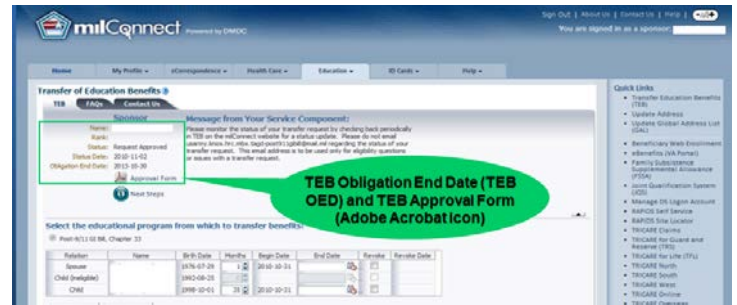 Sign Out | About Us | Contact Us | Help |
milConnect Powered by DMDC
You are signed in as a sponsor:
Home My Profile eCorrespondence Health Care Education ID Cards Help
Transfer of Education Benefits
TEB FAQs Contact Us
Sponsor
Name:
Rank:
Status: Request Approved
Status Date: 2010-11-02
Obligation End Date: 2013-10-30
Approval Form
Next Steps
Message from Your Service Component:
Please monitor the status of your transfer request by checking back periodically
in TEB on the milConnect website for a status update. Please do not email
regarding the status of your
transfer request. This email address is to be used only for eligibility questions
or issues with a transfer request.
TEB Obligation End Date (TEB
OED) and TEB Approval Form
(Adobe Acrobat icon)
Select the educational program from which to transfer benefits:
Post-9/11 GI Bill, Chapter 33
Relation Name Birth Date Months Begin Date End Date Revoke Revoke Date
Spouse 1976-07-29 1 2010-10-31
Child (ineligible) 1992-08-25
Child 1998-10-01 35 2010-10-31
Quick Links
Transfer Education Benefits
(TEB)
Update Address
Update Global Address List
(GAL)
Beneficiary Web Enrollment
eBenefits (VA Portal)
Family Subsistence
Supplemental Allowance
(FSSA)
Joint Qualification System
(JQS)
Manage DS Logon Account
RAPIDS Self Service
RAPIDS Site Locator
TRICARE Claims
TRICARE for Guard and
Reserve (TRS)
TRICARE for Life (TFL)
TRICARE North
TRICARE South
TRICARE West
TRICARE Online
TRICARE Overseas